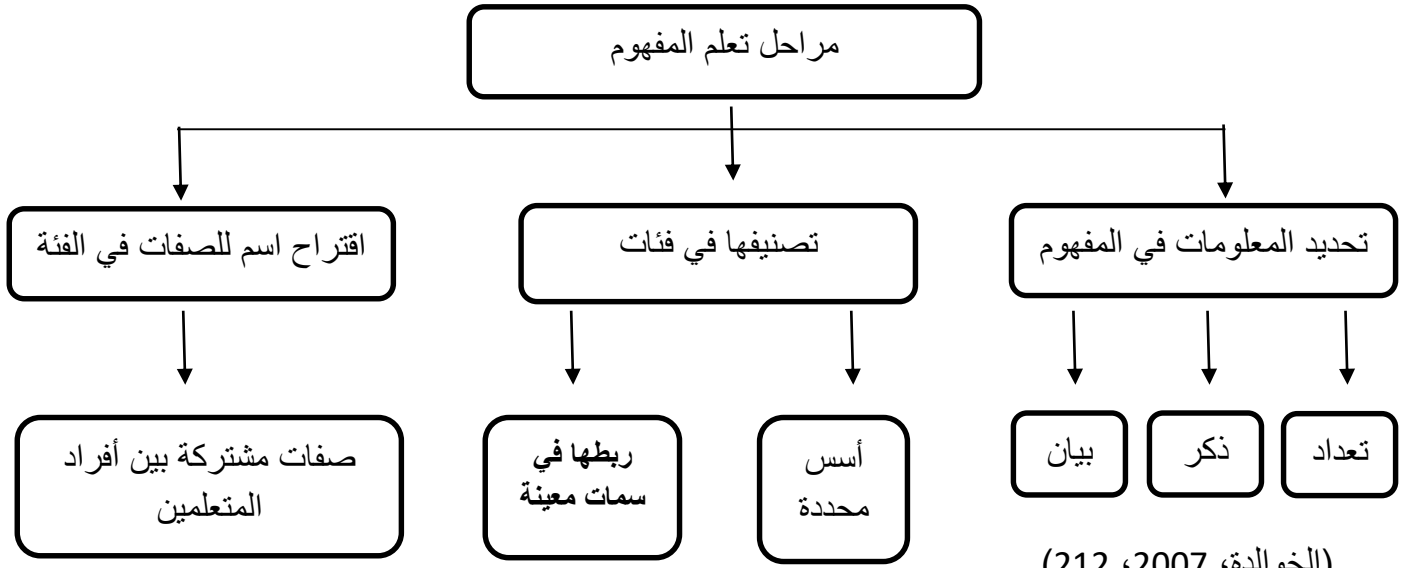 مراحل تعلم المفهوم
تحديد المعلومات في المفهوم
تصنيفها في فئات
اقتراح اسم للصفات في الفئة
تعداد
ذكر
بيان
أسس
محددة
ربطها في
سمات معينة
صفات مشتركة بين أفراد
المتعلمين
(الخوالدة، 2007، 212)